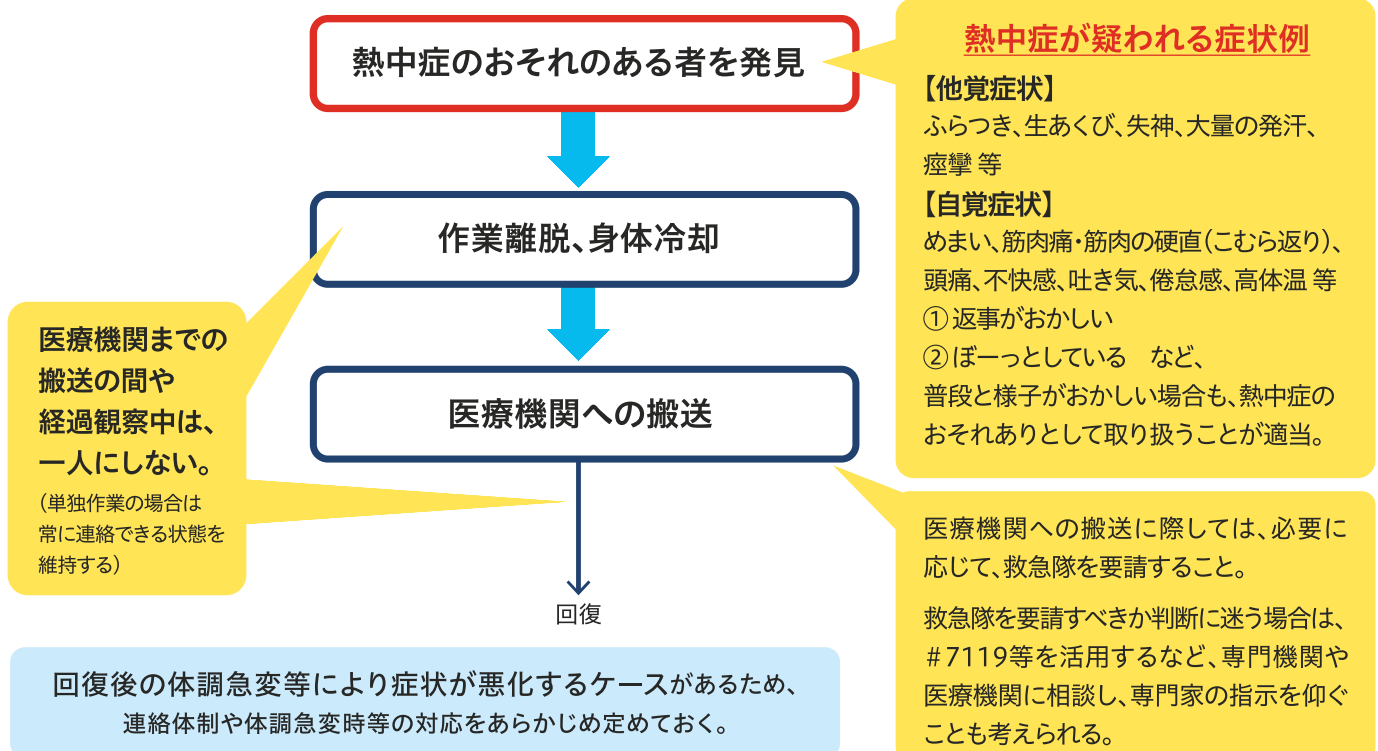 熱中症のおそれのある者を発見
作業離脱、身体冷却
医療機関への搬送
回復
医療機関までの
搬送の間や
経過観察中は、
一人にしない。
（単独作業の場合は
常に連絡できる状態を
維持する）
熱中症が疑われる症状例
【他覚症状】
ふらつき、生あくび、失神、大量の発汗、
痙攣 等
【自覚症状】
めまい、筋肉痛・筋肉の硬直（こむら返り）、
頭痛、不快感、吐き気、倦怠感、高体温 等
① 返事がおかしい
② ぼーっとしている　など、
普段と様子がおかしい場合も、熱中症の
おそれありとして取り扱うことが適当。
医療機関への搬送に際しては、必要に
応じて、救急隊を要請すること。
救急隊を要請すべきか判断に迷う場合は、
＃7119等を活用するなど、専門機関や
医療機関に相談し、専門家の指示を仰ぐ
ことも考えられる。
回復後の体調急変等により症状が悪化するケースがあるため、
連絡体制や体調急変時等の対応をあらかじめ定めておく。